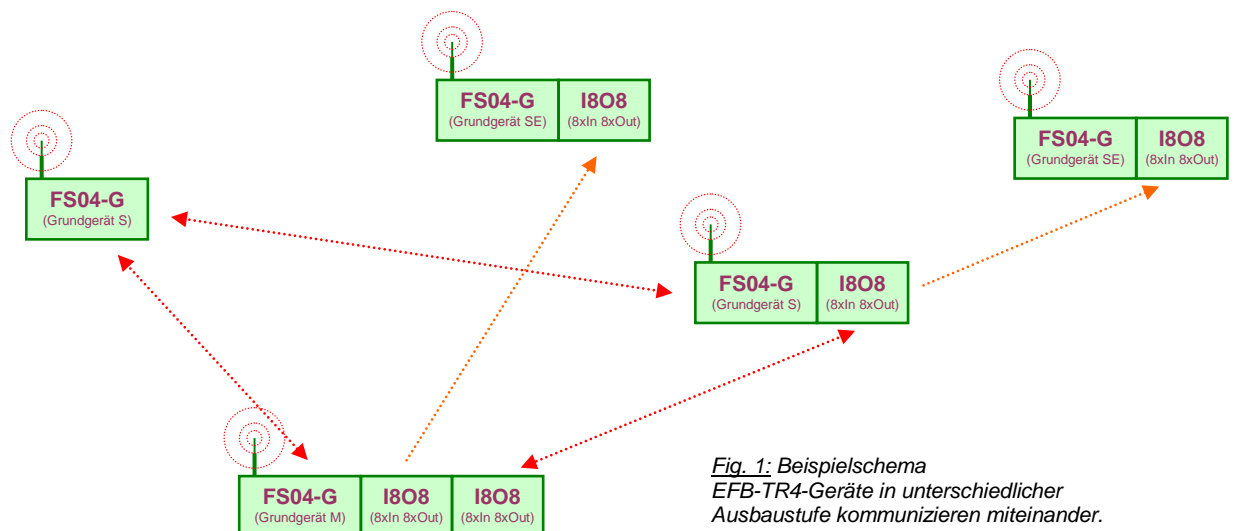 FS04-G
(Grundgerät SE)
I8O8
(8xIn 8xOut)
FS04-G
(Grundgerät SE)
I8O8
(8xIn 8xOut)
FS04-G
(Grundgerät S)
FS04-G
(Grundgerät S)
I8O8
(8xIn 8xOut)
FS04-G
(Grundgerät M)
I8O8
(8xIn 8xOut)
I8O8
(8xIn 8xOut)
Fig. 1: Beispielschema
EFB-TR4-Geräte in unterschiedlicher
Ausbaustufe kommunizieren miteinander.